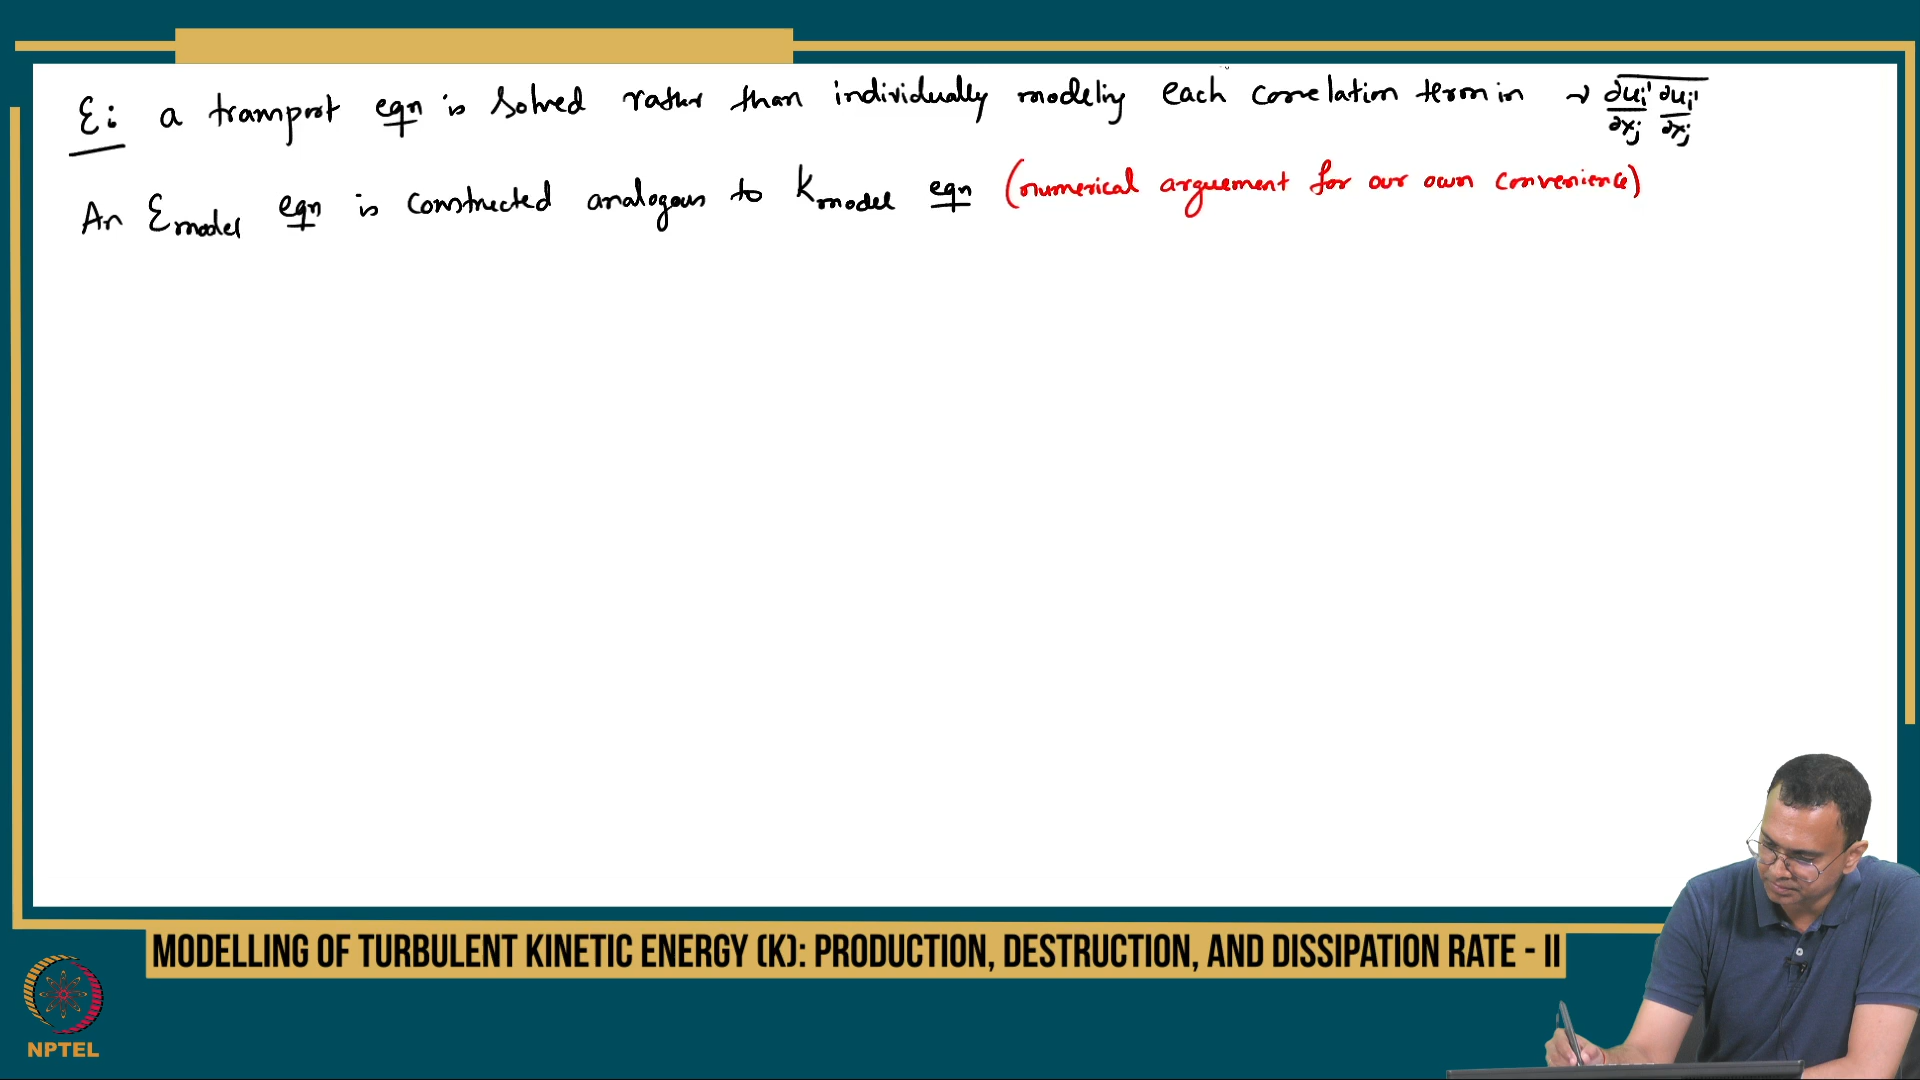 ε: a transport eqn is solved rather than individually modeling each correlation term in ν \overline{∂ui'/∂xj ∂ui'/∂xj}
An εmodel eqn is constructed analogous to Kmodel eqn (numerical arguement for our own convenience)
MODELLING OF TURBULENT KINETIC ENERGY (K): PRODUCTION, DESTRUCTION, AND DISSIPATION RATE - II
NPTEL